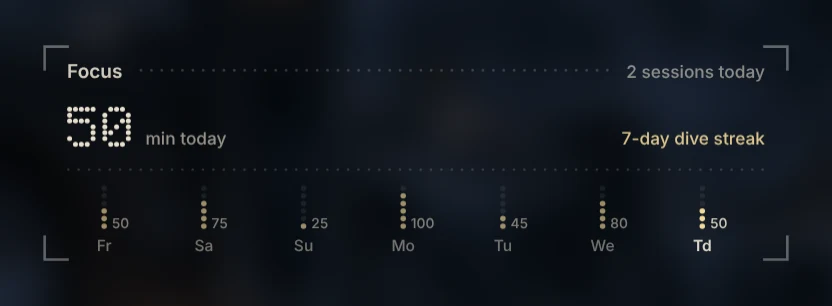 Focus 2 sessions today
50 min today 7-day dive streak
50 75 25 100 45 80 50
Fr Sa Su Mo Tu We Td